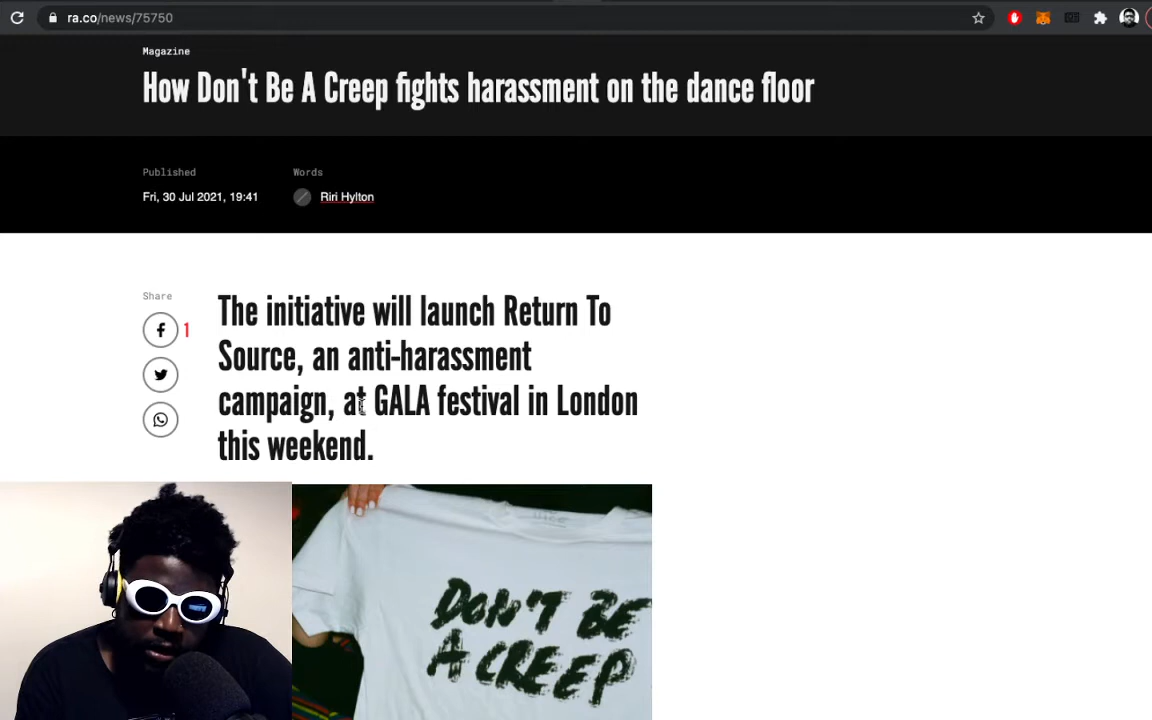 ra.co/news/75750
Magazine
How Don't Be A Creep fights harassment on the dance floor
Published
Words
Fri, 30 Jul 2021, 19:41
Riri Hylton
Share
1
The initiative will launch Return To
Source, an anti-harassment
campaign, at GALA festival in London
this weekend.
DON'T BE
A CREEP